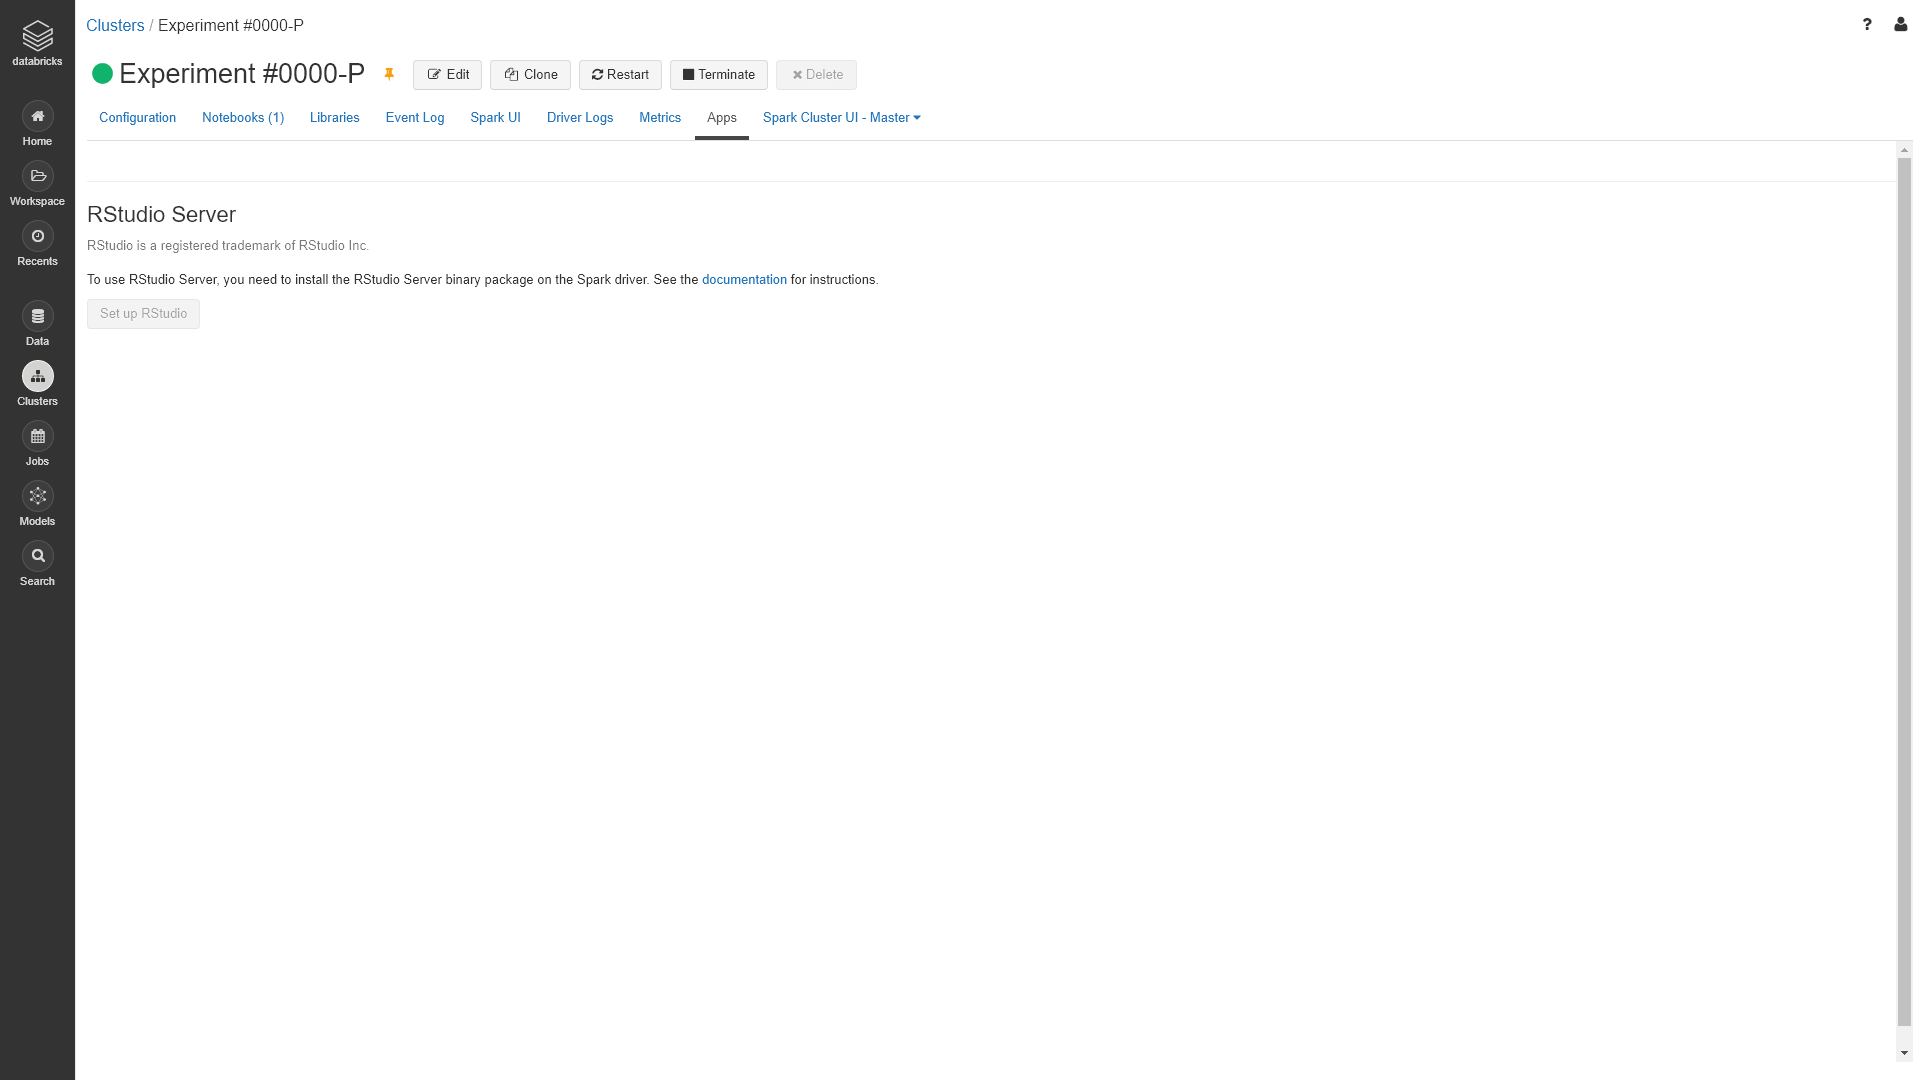 databricks
Home
Workspace
Recents
Data
Clusters
Jobs
Models
Search
Clusters / Experiment #0000-P
?
Experiment #0000-P Edit Clone Restart Terminate Delete
Configuration Notebooks (1) Libraries Event Log Spark UI Driver Logs Metrics Apps Spark Cluster UI - Master
RStudio Server
RStudio is a registered trademark of RStudio Inc.
To use RStudio Server, you need to install the RStudio Server binary package on the Spark driver. See the documentation for instructions.
Set up RStudio